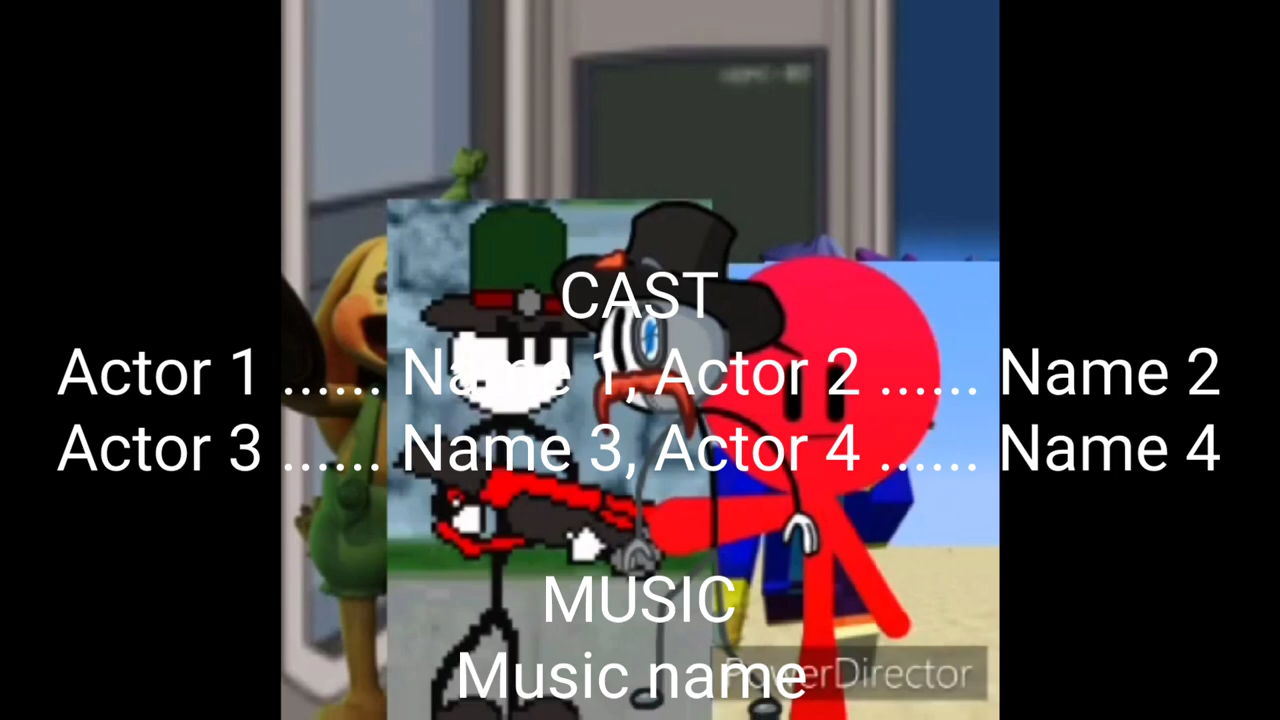 CAST
Actor 1 ...... Name 1, Actor 2 ...... Name 2
Actor 3 ...... Name 3, Actor 4 ...... Name 4
MUSIC
Music name
PowerDirector